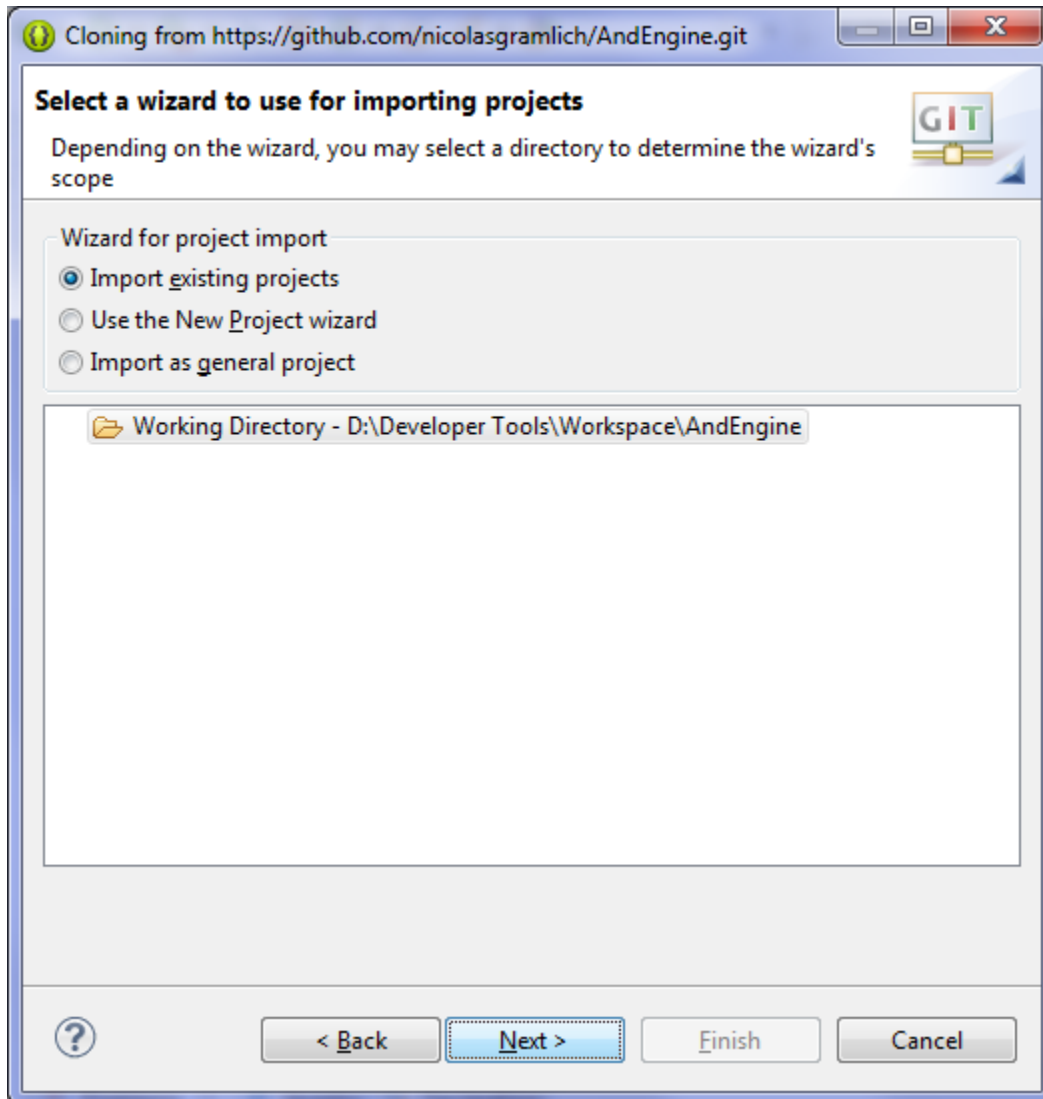 Cloning from https://github.com/nicolasgramlich/AndEngine.git
Select a wizard to use for importing projects
GIT
Depending on the wizard, you may select a directory to determine the wizard's
scope
Wizard for project import
Import existing projects
Use the New Project wizard
Import as general project
Working Directory - D:\Developer Tools\Workspace\AndEngine
? < Back Next > Finish Cancel